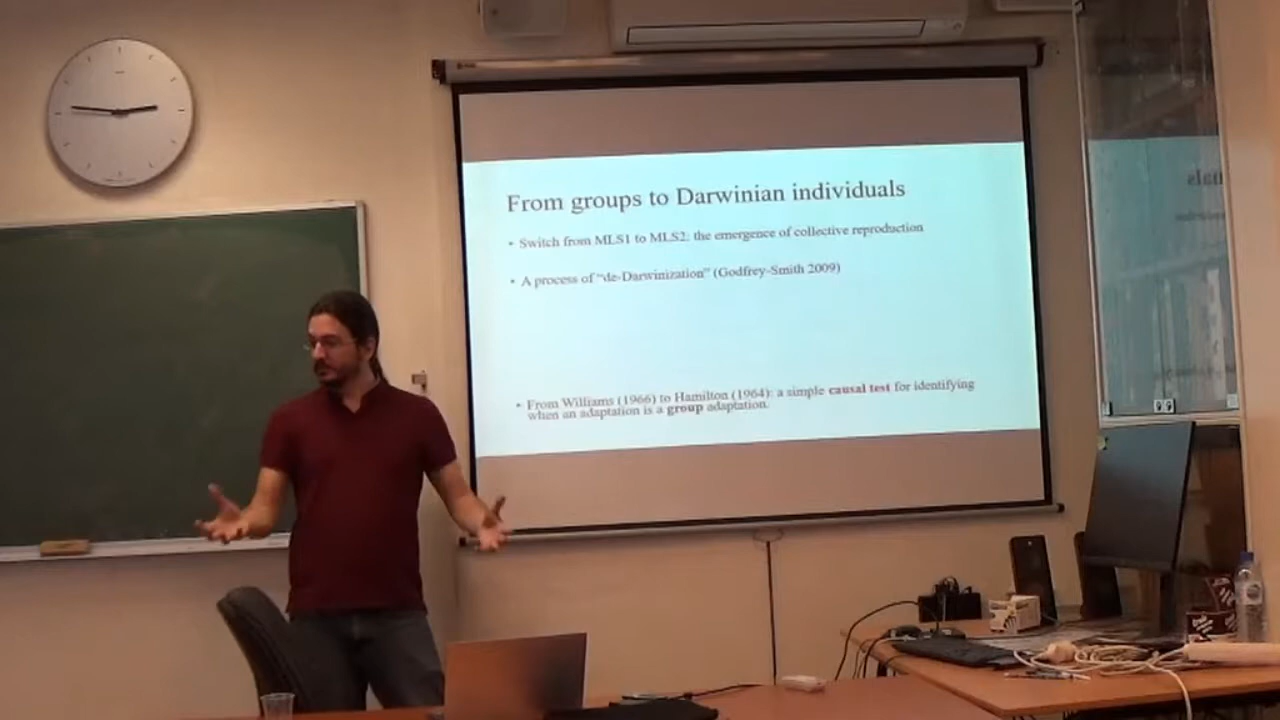 From groups to Darwinian individuals
• Switch from MLS1 to MLS2: the emergence of collective reproduction
• A process of “de-Darwinization” (Godfrey-Smith 2009)
• From Williams (1966) to Hamilton (1964): a simple causal test for identifying
when an adaptation is a group adaptation.